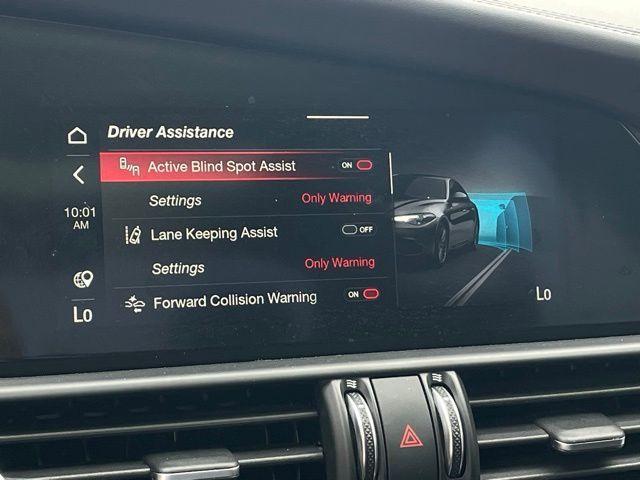 Driver Assistance
Active Blind Spot Assist ON
Settings Only Warning
10:01
AM
Lane Keeping Assist OFF
Settings Only Warning
Forward Collision Warning ON
Lo
Lo